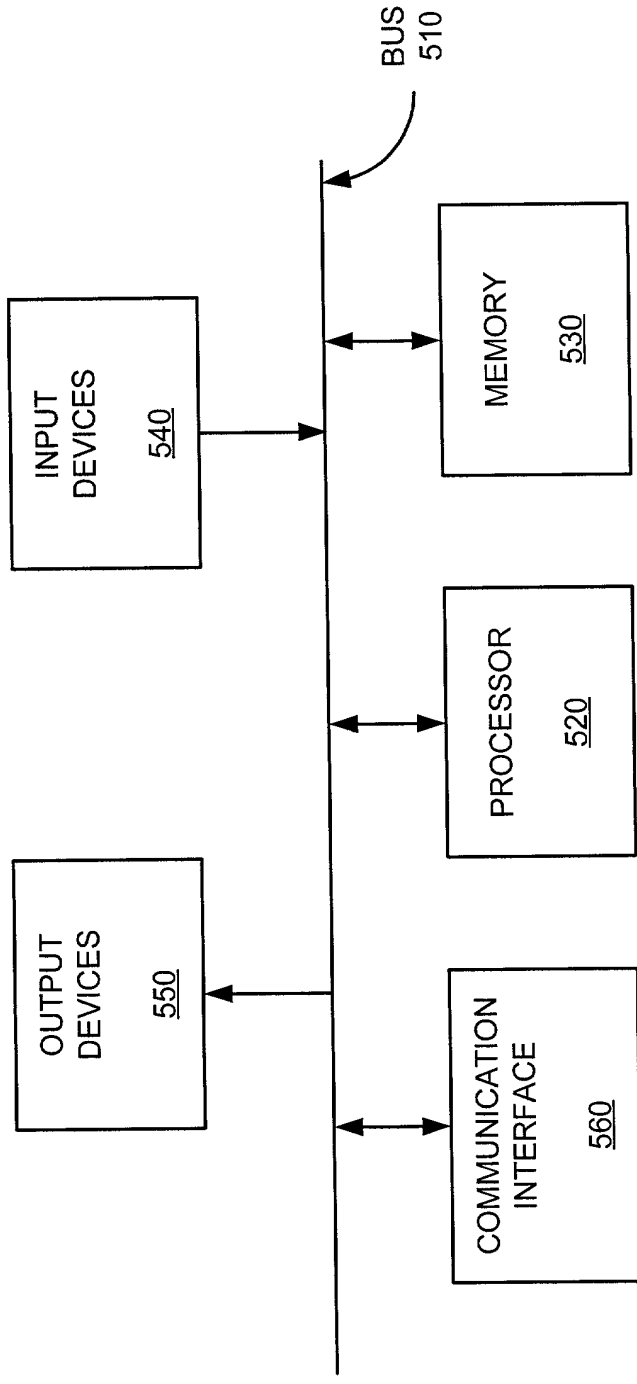 OUTPUT
DEVICES
550
INPUT
DEVICES
540
BUS
510
COMMUNICATION
INTERFACE
560
PROCESSOR
520
MEMORY
530